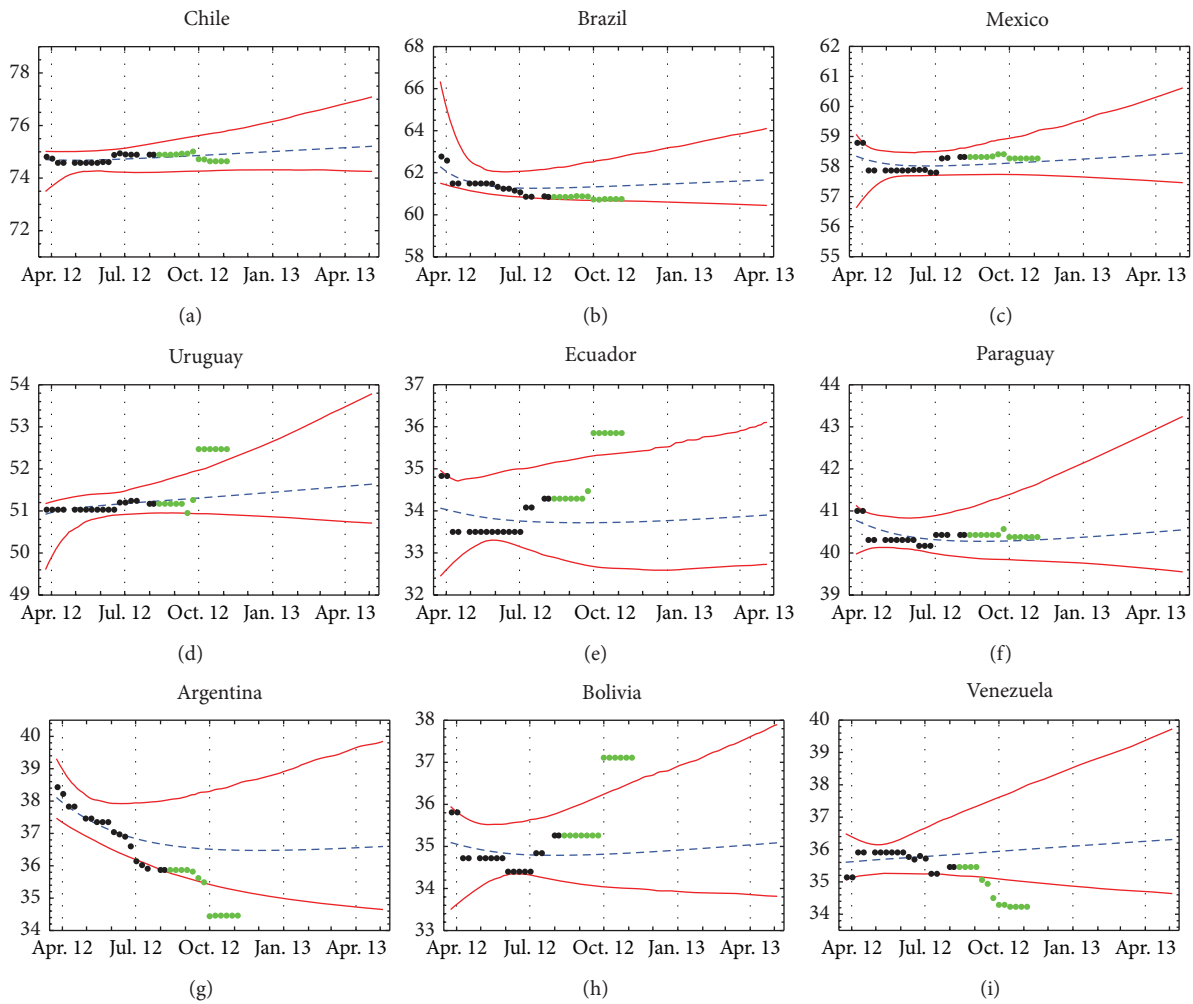 Chile
78
76
74
72
Apr. 12 Jul. 12 Oct. 12 Jan. 13 Apr. 13
(a)
Brazil
68
66
64
62
60
58
Apr. 12 Jul. 12 Oct. 12 Jan. 13 Apr. 13
(b)
Mexico
62
61
60
59
58
57
56
55
Apr. 12 Jul. 12 Oct. 12 Jan. 13 Apr. 13
(c)
Uruguay
54
53
52
51
50
49
Apr. 12 Jul. 12 Oct. 12 Jan. 13 Apr. 13
(d)
Ecuador
37
36
35
34
33
32
Apr. 12 Jul. 12 Oct. 12 Jan. 13 Apr. 13
(e)
Paraguay
44
43
42
41
40
39
Apr. 12 Jul. 12 Oct. 12 Jan. 13 Apr. 13
(f)
Argentina
40
39
38
37
36
35
34
Apr. 12 Jul. 12 Oct. 12 Jan. 13 Apr. 13
(g)
Bolivia
38
37
36
35
34
33
Apr. 12 Jul. 12 Oct. 12 Jan. 13 Apr. 13
(h)
Venezuela
40
39
38
37
36
35
34
Apr. 12 Jul. 12 Oct. 12 Jan. 13 Apr. 13
(i)